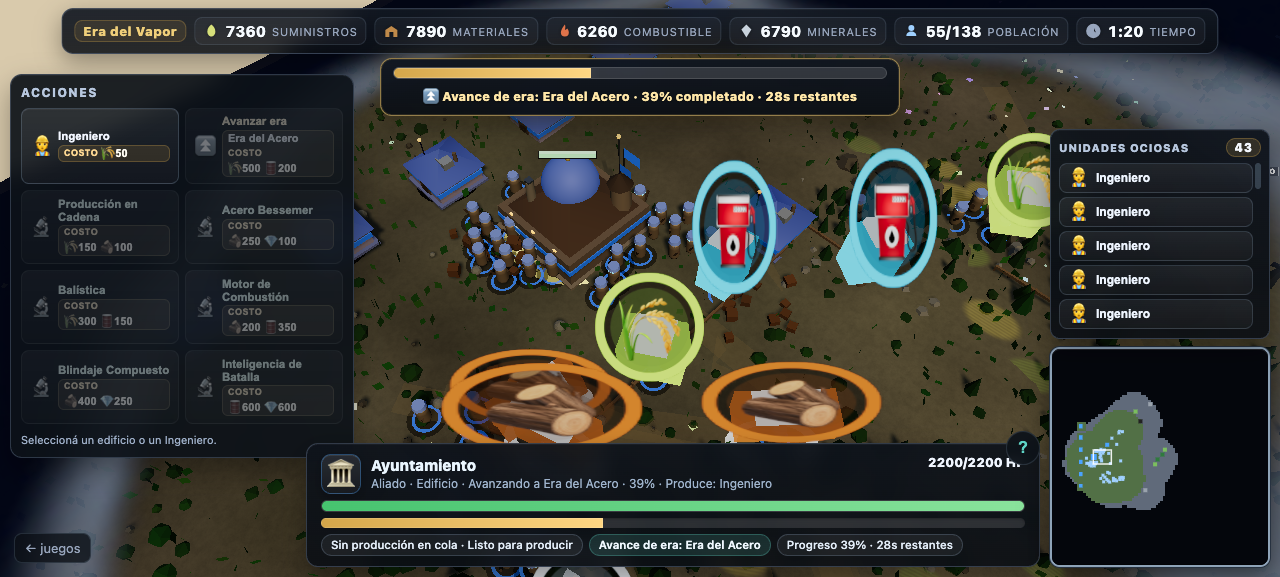 Era del Vapor
7360 SUMINISTROS
7890 MATERIALES
6260 COMBUSTIBLE
6790 MINERALES
55/138 POBLACIÓN
1:20 TIEMPO
Avance de era: Era del Acero · 39% completado · 28s restantes
ACCIONES
Ingeniero
COSTO 50
Avanzar era
Era del Acero
COSTO
500 200
Producción en
Cadena
COSTO
150 100
Acero Bessemer
COSTO
250 100
Balística
COSTO
300 150
Motor de
Combustión
COSTO
200 350
Blindaje Compuesto
COSTO
400 250
Inteligencia de
Batalla
COSTO
600 600
Seleccioná un edificio o un Ingeniero.
UNIDADES OCIOSAS 43
Ingeniero
Ingeniero
Ingeniero
Ingeniero
Ingeniero
Ayuntamiento
2200/2200
?
Aliado · Edificio · Avanzando a Era del Acero · 39% · Produce: Ingeniero
Sin producción en cola · Listo para producir
Avance de era: Era del Acero
Progreso 39% · 28s restantes
← juegos